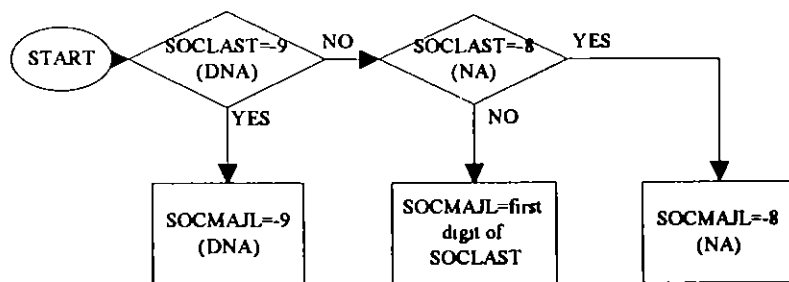 START
SOCLAST=-9
(DNA)
NO
SOCLAST=-8
(NA)
YES
YES
NO
SOCMAJL=-9
(DNA)
SOCMAJL=first
digit of
SOCLAST
SOCMAJL=-8
(NA)